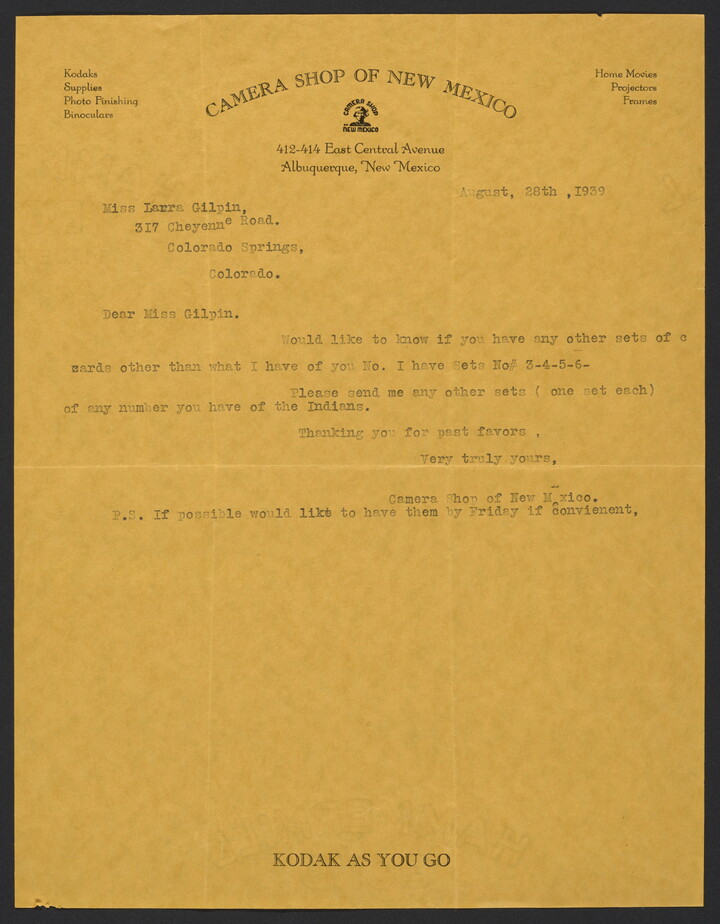 Kodaks
Supplies
Photo Finishing
Binoculars
CAMERA SHOP OF NEW MEXICO
CAMERA SHOP
OF
NEW MEXICO
412-414 East Central Avenue
Albuquerque, New Mexico
Home Movies
Projectors
Frames
August, 28th ,I939
Miss Larra Gilpin,
3I7 Cheyenne Road.
Colorado Springs,
Colorado.
Dear Miss Gilpin.
Would like to know if you have any other sets of c
zards other than what I have of you No. I have Sets No# 3-4-5-6-
Please send me any other sets ( one set each)
of any number you have of the Indians.
Thanking you for past favors ,
Very truly yours,
Camera Shop of New Mexico.
P.S. If possible would like to have them by Friday if convienent,
KODAK AS YOU GO